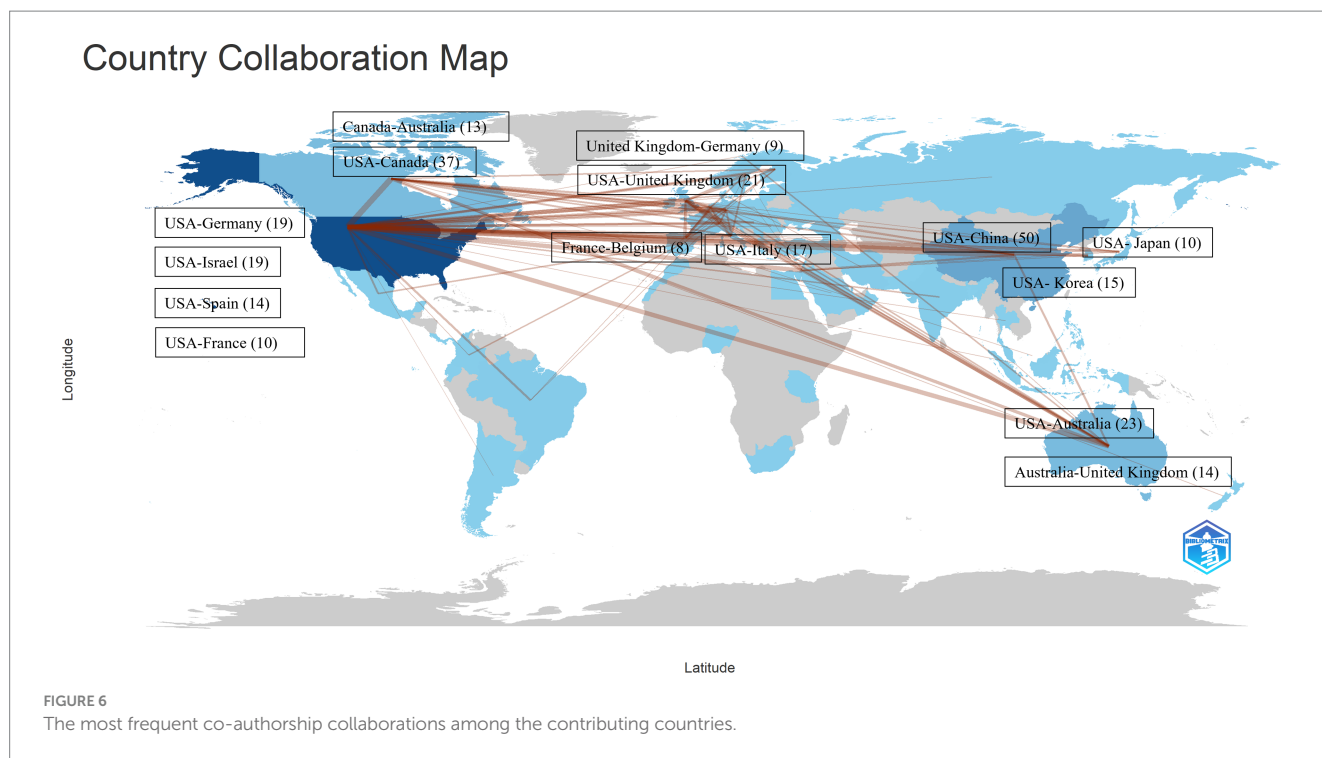 Country Collaboration Map
Canada-Australia (13)
USA-Canada (37)
United Kingdom-Germany (9)
USA-United Kingdom (21)
USA-Germany (19)
USA-Israel (19)
USA-Spain (14)
USA-France (10)
France-Belgium (8)
USA-Italy (17)
USA-China (50)
USA- Japan (10)
USA- Korea (15)
USA-Australia (23)
Australia-United Kingdom (14)
BIBLIOMETRIX
Longitude
Latitude
FIGURE 6
The most frequent co-authorship collaborations among the contributing countries.